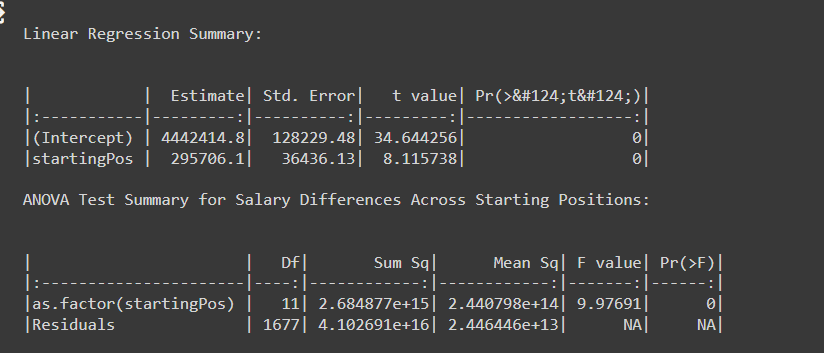 Linear Regression Summary:
|            |  Estimate| Std. Error|   t value| Pr(>&#124;t&#124;)|
|:-----------|---------:|----------:|---------:|------------------:|
|(Intercept) | 4442414.8|  128229.48| 34.644256|                  0|
|startingPos |  295706.1|   36436.13|  8.115738|                  0|
ANOVA Test Summary for Salary Differences Across Starting Positions:
|                       |   Df|       Sum Sq|      Mean Sq| F value| Pr(>F)|
|:----------------------|----:|------------:|------------:|-------:|------:|
|as.factor(startingPos) |   11| 2.684877e+15| 2.440798e+14| 9.97691|      0|
|Residuals              | 1677| 4.102691e+16| 2.446446e+13|      NA|     NA|